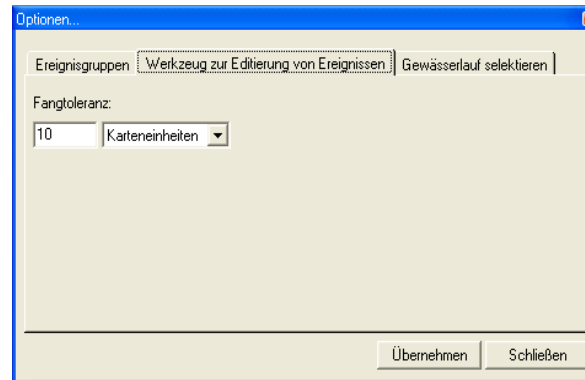 Optionen...
Ereignisgruppen Werkzeug zur Editierung von Ereignissen Gewässerlauf selektieren
Fangtoleranz:
10 Karteneinheiten
Übernehmen Schließen